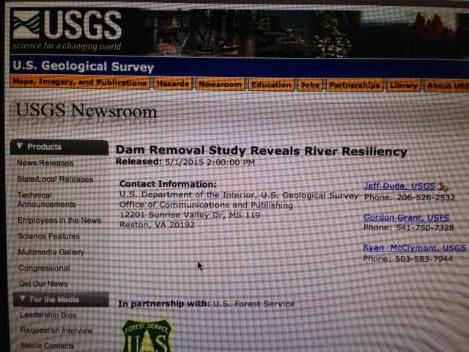 USGS
science for a changing world
U.S. Geological Survey
Maps, Imagery, and Publications Hazards Newsroom Education Jobs Partnerships Library About USG
USGS Newsroom
Products
News Releases
State/Local Releases
Technical
Announcements
Employees in the News
Science Features
Multimedia Gallery
Congressional
Get Our News
For the Media
Leadership Bios
Request an Interview
Media Contacts
Dam Removal Study Reveals River Resiliency
Released: 5/1/2015 2:00:00 PM
Contact Information:
U.S. Department of the Interior, U.S. Geological Survey
Office of Communications and Publishing
12201 Sunrise Valley Dr, MS 119
Reston, VA 20192
Jeff Duda, USGS
Phone: 206-526-2532
Gordon Grant, USFS
Phone: 541-750-7328
Ryan McClymont, USGS
Phone: 503-583-7944
In partnership with: U.S. Forest Service
FOREST SERVICE
US